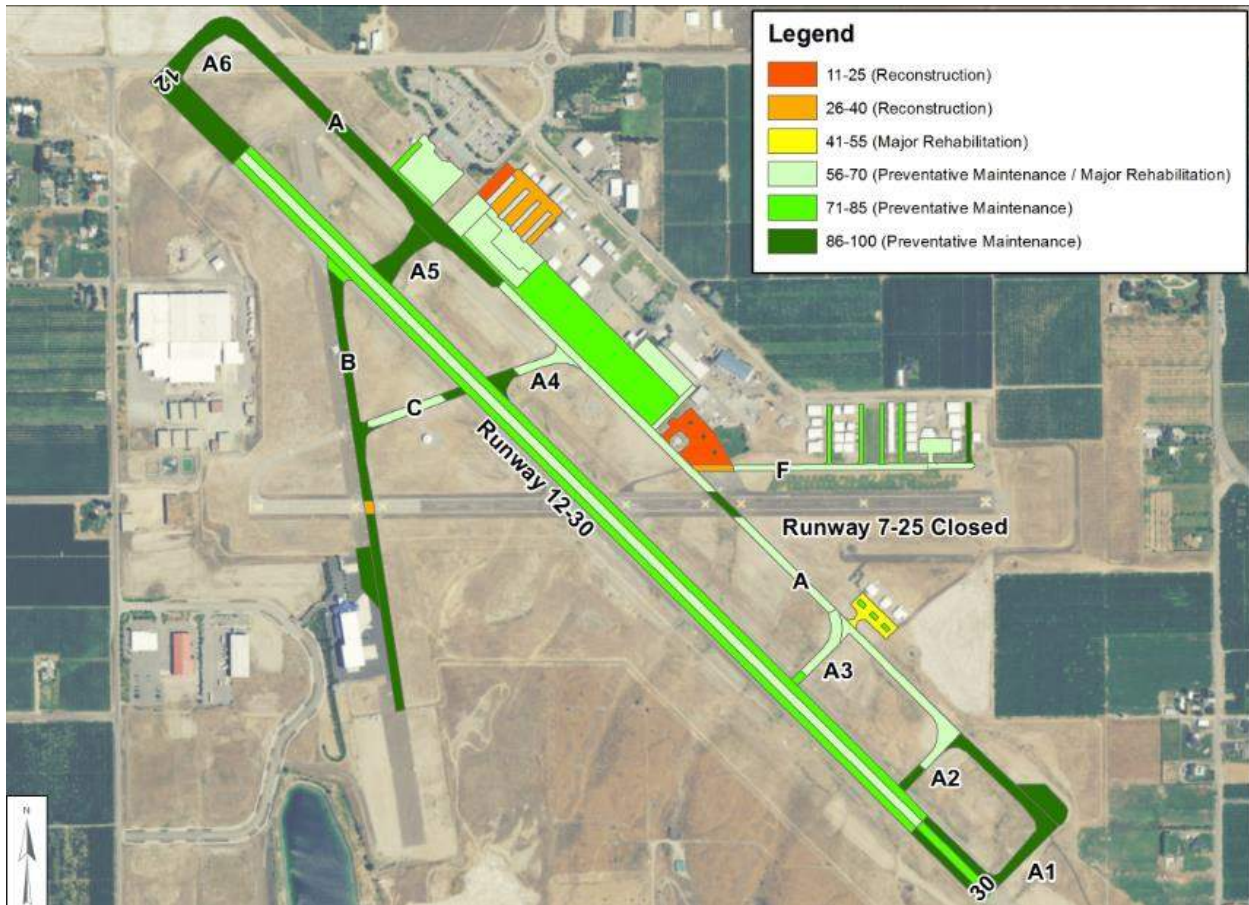 Legend
11-25 (Reconstruction)
26-40 (Reconstruction)
41-55 (Major Rehabilitation)
56-70 (Preventative Maintenance / Major Rehabilitation)
71-85 (Preventative Maintenance)
86-100 (Preventative Maintenance)
A6
12
A
A5
B
A4
C
Runway 12-30
F
Runway 7-25 Closed
A
A3
A2
A1
30
N